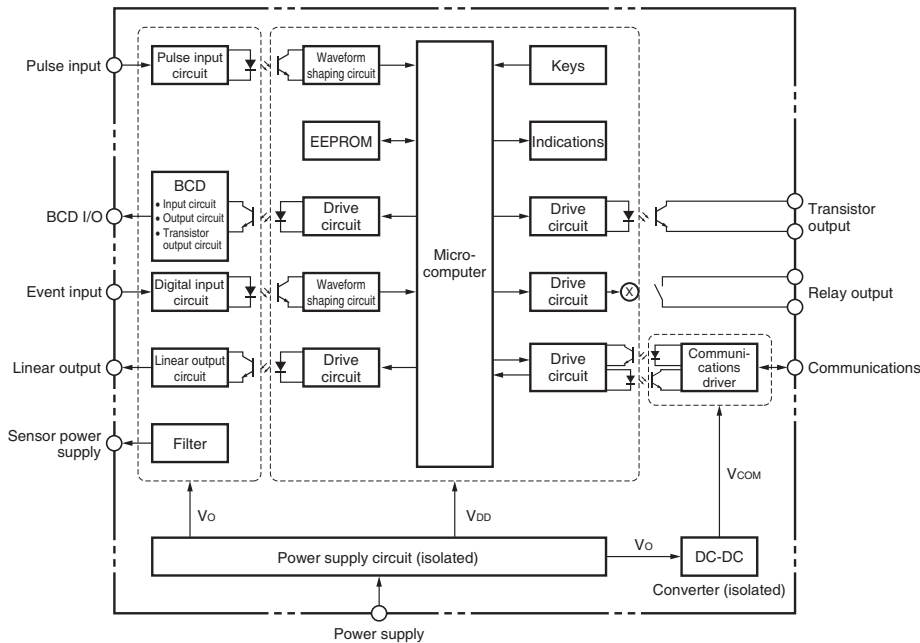 Pulse input
Pulse input
circuit
Waveform
shaping circuit
Keys
EEPROM
Indications
BCD I/O
BCD
• Input circuit
• Output circuit
• Transistor
output circuit
Drive
circuit
Micro-
computer
Drive
circuit
Transistor
output
Event input
Digital input
circuit
Waveform
shaping circuit
Drive
circuit
X
Relay output
Linear output
Linear output
circuit
Drive
circuit
Drive
circuit
Communi-
cations
driver
Communications
Sensor power
supply
Filter
VO
VDD
VCOM
Power supply circuit (isolated)
VO
DC-DC
Converter (isolated)
Power supply